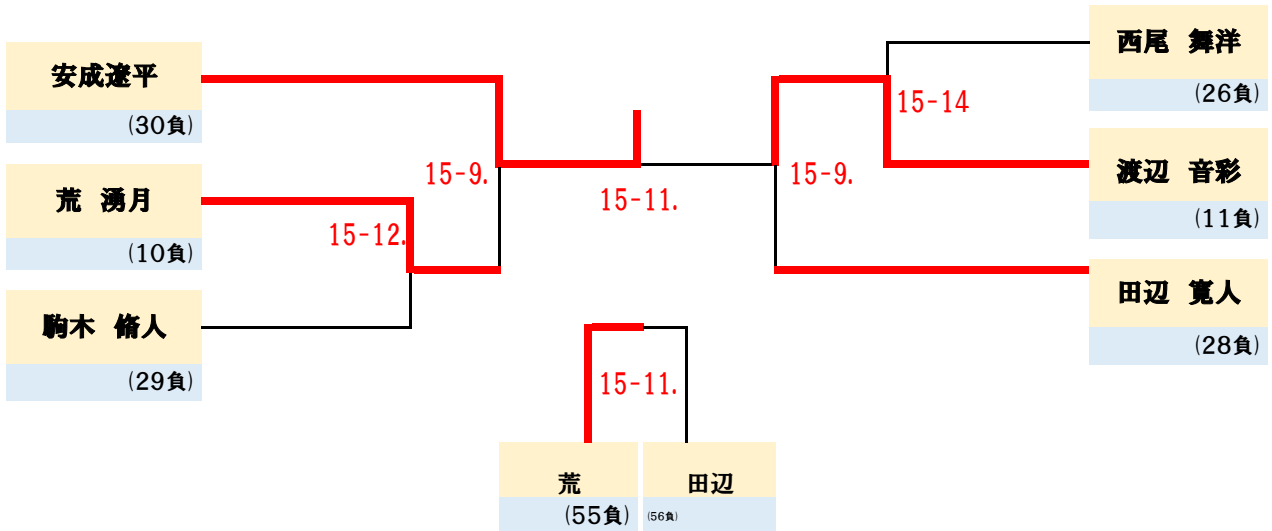 安成遼平
(30負)
荒 湧月
(10負)
駒木 脩人
(29負)
15-9.
15-12.
15-11.
15-9.
15-14
西尾 舞洋
(26負)
渡辺 音彩
(11負)
田辺 寛人
(28負)
15-11.
荒
(55負)
田辺
(56負)